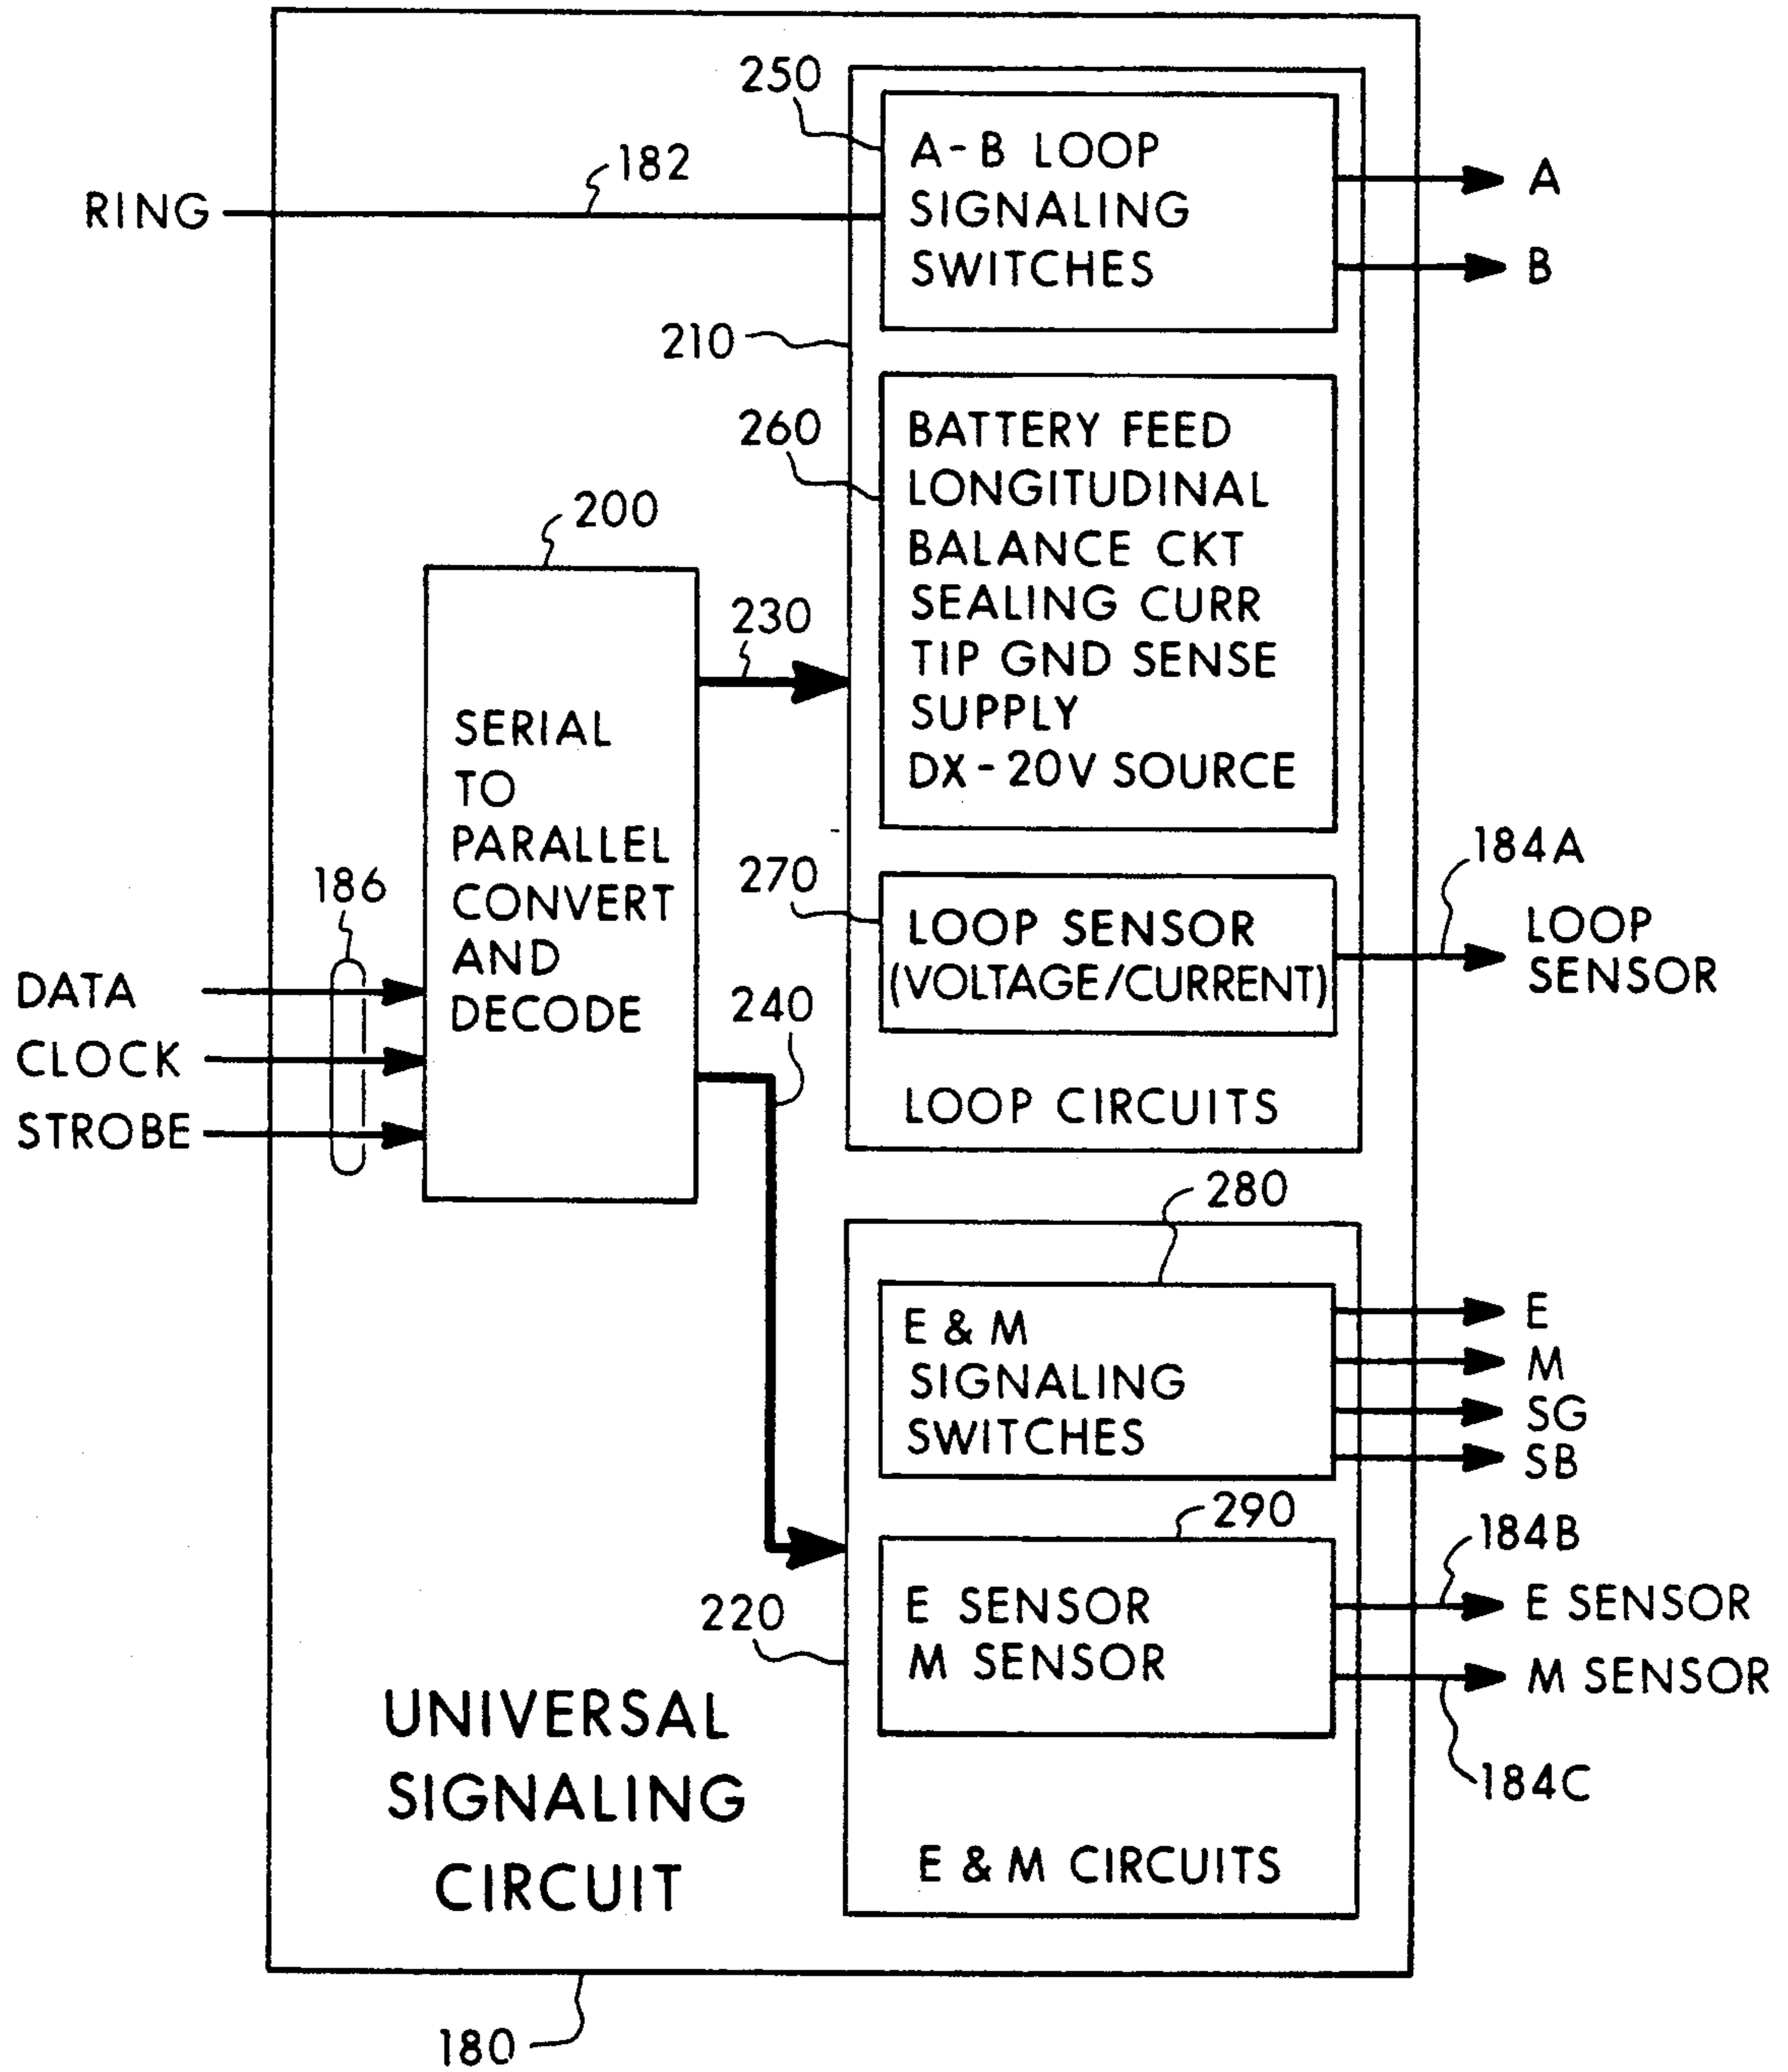 250
A-B LOOP
SIGNALING
SWITCHES
182
RING
A
B
210
260
BATTERY FEED
LONGITUDINAL
BALANCE CKT
SEALING CURR
TIP GND SENSE
SUPPLY
DX-20V SOURCE
200
230
SERIAL
TO
PARALLEL
CONVERT
AND
DECODE
186
DATA
CLOCK
STROBE
240
270
LOOP SENSOR
(VOLTAGE/CURRENT)
184A
LOOP
SENSOR
LOOP CIRCUITS
280
E & M
SIGNALING
SWITCHES
E
M
SG
SB
290
184B
220
E SENSOR
M SENSOR
E SENSOR
M SENSOR
184C
E & M CIRCUITS
UNIVERSAL
SIGNALING
CIRCUIT
180